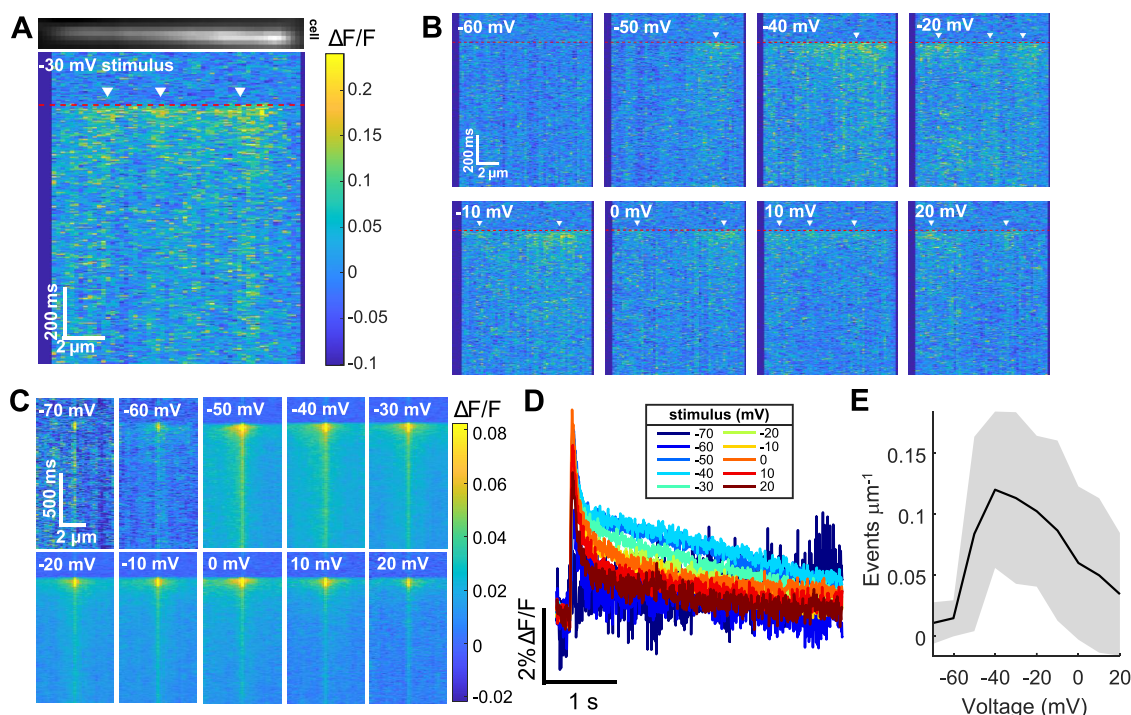 A
cell
ΔF/F
-30 mV stimulus
0.2
0.15
0.1
0.05
0
-0.05
-0.1
200 ms
2 µm
B
-60 mV
-50 mV
-40 mV
-20 mV
200 ms
2 µm
-10 mV
0 mV
10 mV
20 mV
C
-70 mV
-60 mV
-50 mV
-40 mV
-30 mV
ΔF/F
500 ms
2 µm
-20 mV
-10 mV
0 mV
10 mV
20 mV
0.08
0.06
0.04
0.02
0
-0.02
D
stimulus (mV)
-70
-60
-50
-40
-30
-20
-10
0
10
20
2% ΔF/F
1 s
E
Events µm⁻¹
0.15
0.1
0.05
0
-60
-40
-20
0
20
Voltage (mV)